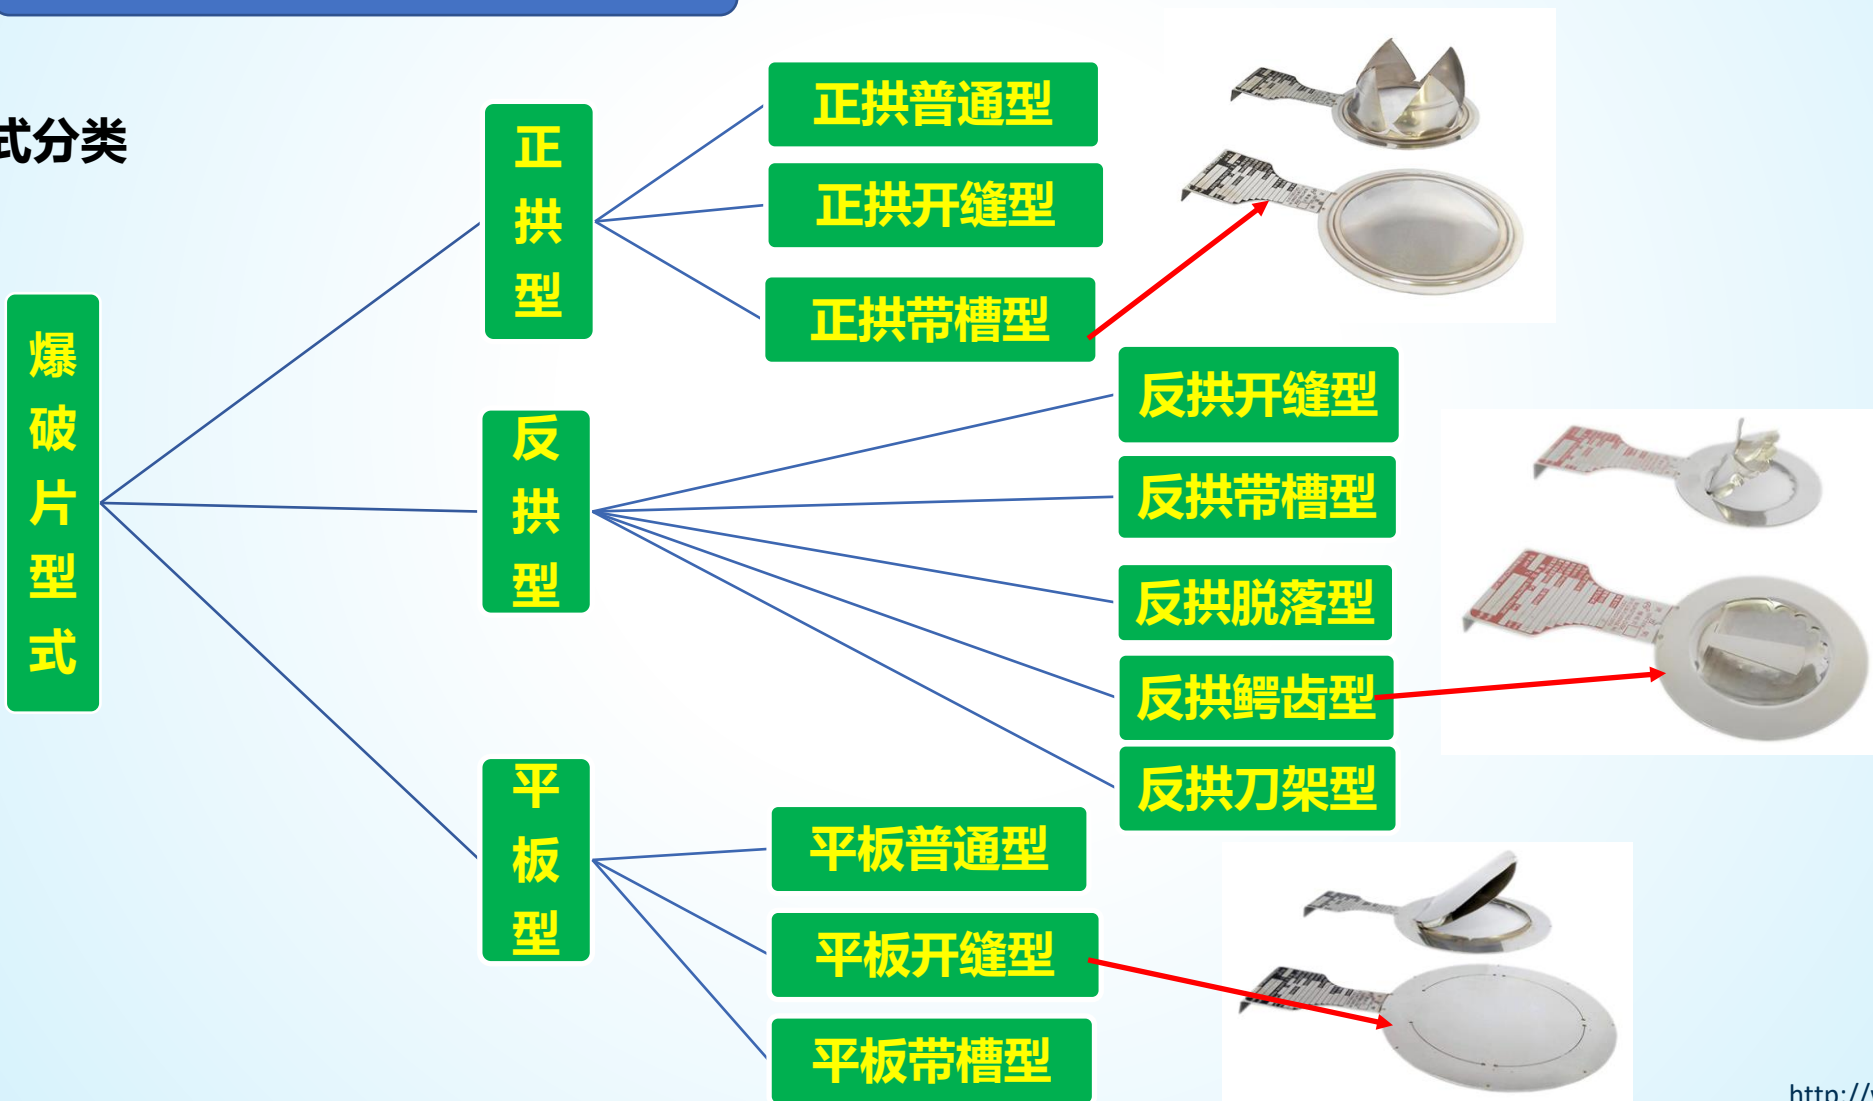 式分类
爆破片型式
正拱型
正拱普通型
正拱开缝型
正拱带槽型
反拱型
反拱开缝型
反拱带槽型
反拱脱落型
反拱鳄齿型
反拱刀架型
平板型
平板普通型
平板开缝型
平板带槽型
http://